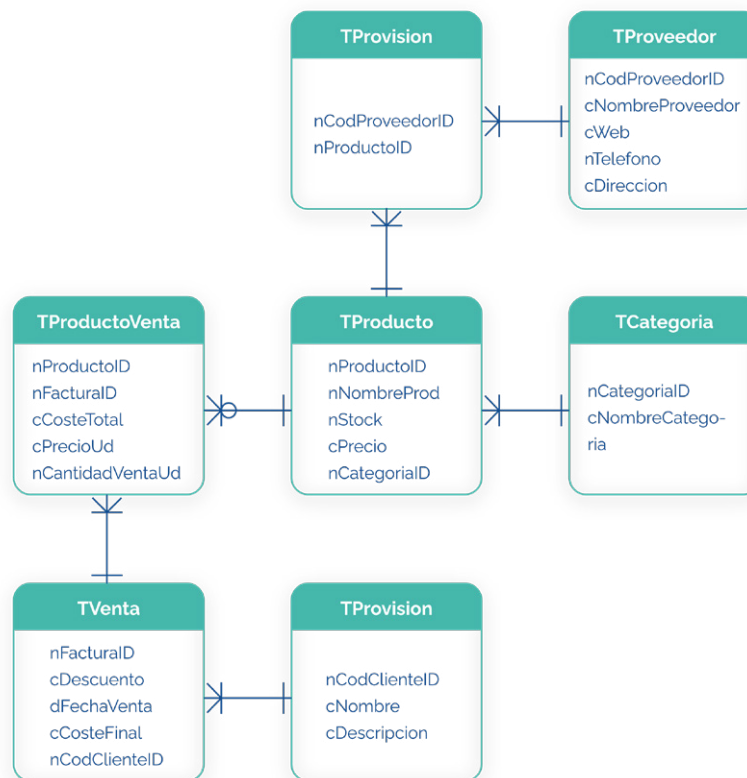 TProvision
nCodProveedorID
nProductoID
TProveedor
nCodProveedorID
cNombreProveedor
cWeb
nTelefono
cDireccion
TProductoVenta
nProductoID
nFacturaID
cCosteTotal
cPrecioUd
nCantidadVentaUd
TProducto
nProductoID
nNombreProd
nStock
cPrecio
nCategoriaID
TCategoria
nCategoriaID
cNombreCatego-
ria
TVenta
nFacturaID
cDescuento
dFechaVenta
cCosteFinal
nCodClienteID
TProvision
nCodClienteID
cNombre
cDescripcion